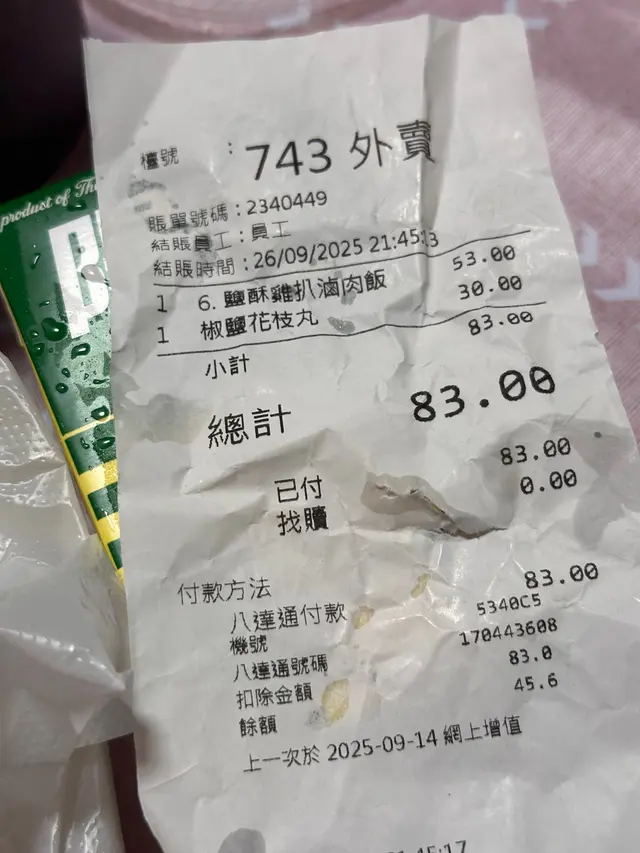 product of Th
B
檯號 : 743 外賣
賬單號碼 : 2340449
結賬員工 : 員工
結賬時間 : 26/09/2025 21:45:13
1 6. 鹽酥雞扒滷肉飯 53.00
1 椒鹽花枝丸 30.00
小計 83.00
總計 83.00
已付 83.00
找贖 0.00
付款方法
八達通付款 83.00
機號 5340C5
八達通號碼 170443608
扣除金額 83.0
餘額 45.6
上一次於 2025-09-14 網上增值
45:17